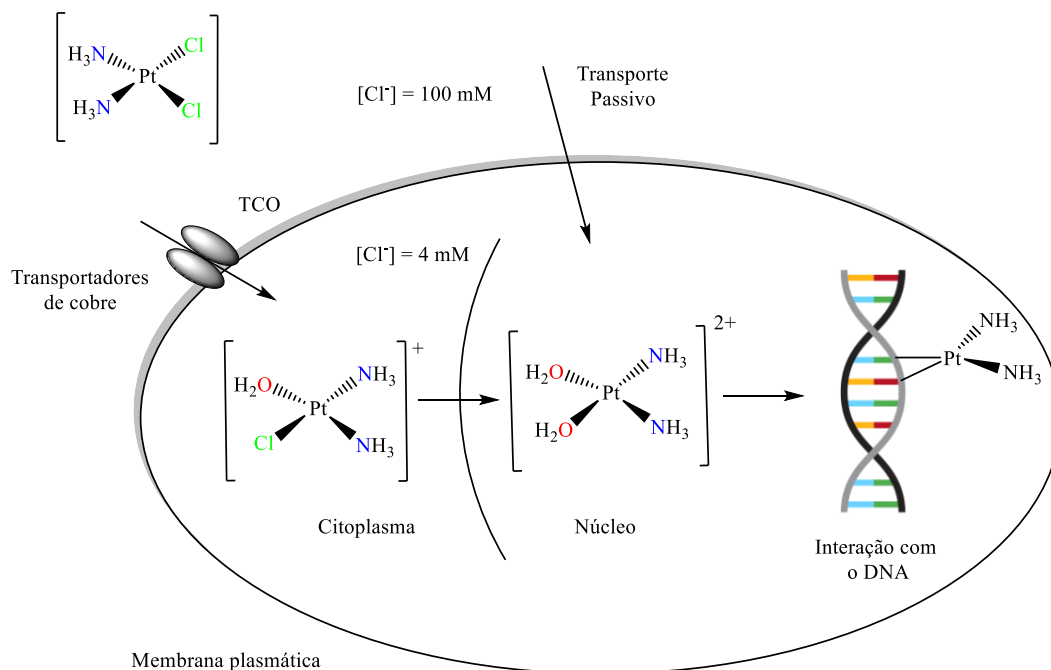 H₃N
Cl
Pt
H₃N
Cl
[Cl⁻] = 100 mM
Transporte
Passivo
TCO
[Cl⁻] = 4 mM
Transportadores
de cobre
+
H₂O
NH₃
Pt
Cl
NH₃
2+
H₂O
NH₃
Pt
H₂O
NH₃
NH₃
Pt
NH₃
Citoplasma
Núcleo
Interação com
o DNA
Membrana plasmática